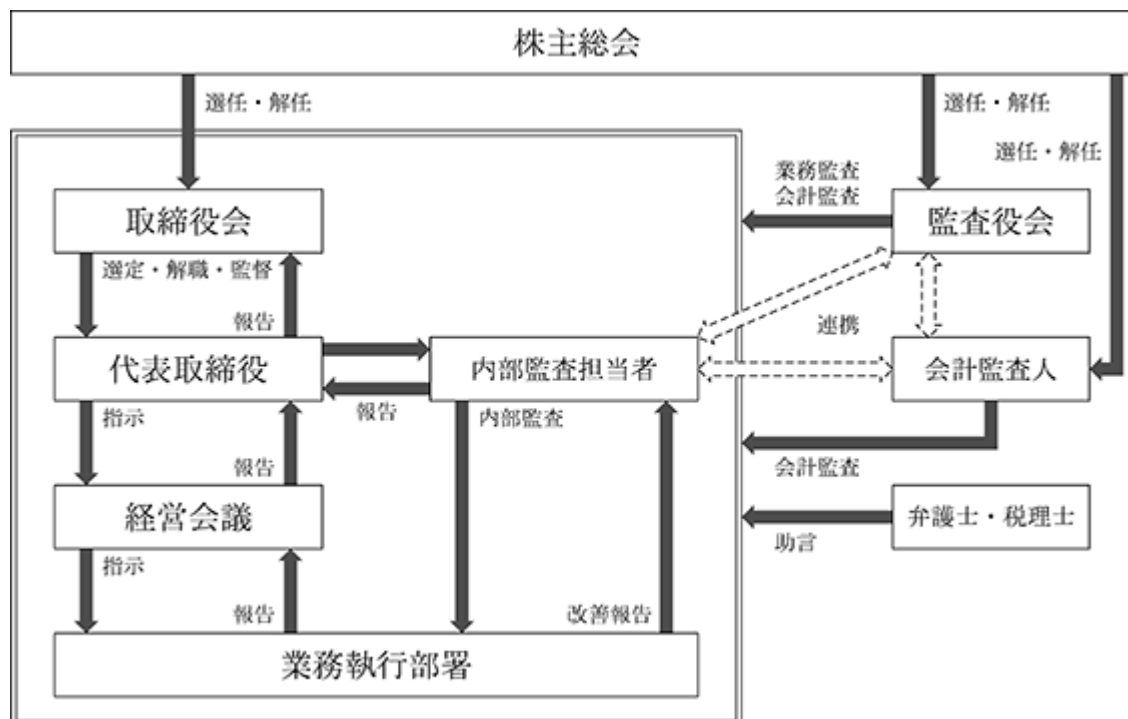 株主総会
選任・解任
選任・解任
選任・解任
業務監査
会計監査
取締役会
監査役会
選定・解職・監督
報告
連携
代表取締役
内部監査担当者
会計監査人
指示
報告
報告
内部監査
会計監査
経営会議
弁護士・税理士
助言
指示
報告
改善報告
業務執行部署